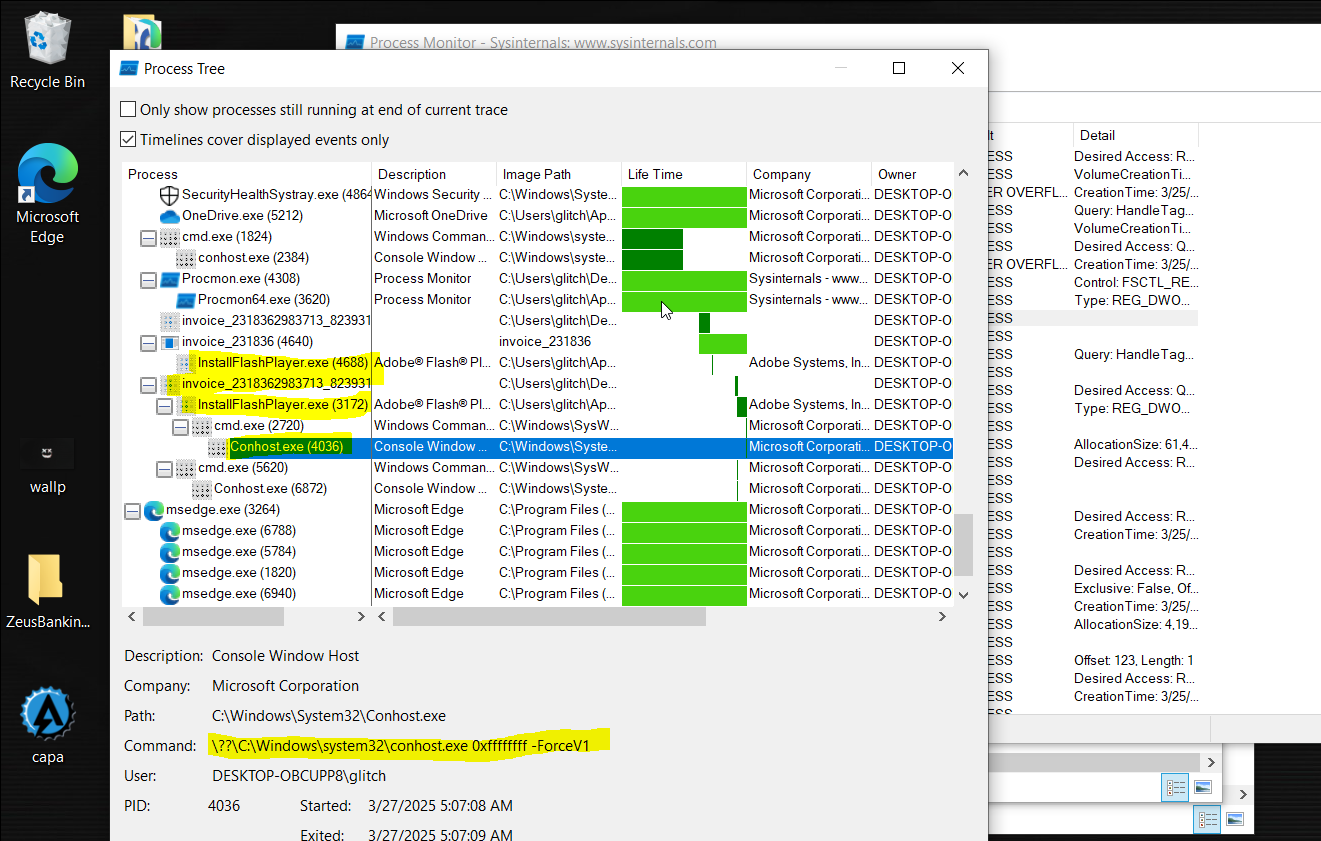 Recycle Bin
Microsoft Edge
wallp
ZeusBankin...
capa
Process Monitor - Sysinternals: www.sysinternals.com
Process Tree
Only show processes still running at end of current trace
Timelines cover displayed events only
Process Description Image Path Life Time Company Owner
SecurityHealthSystray.exe (4864 Windows Security ... C:\Windows\Syste... Microsoft Corporati... DESKTOP-O
OneDrive.exe (5212) Microsoft OneDrive C:\Users\glitch\Ap... Microsoft Corporati... DESKTOP-O
cmd.exe (1824) Windows Comman... C:\Windows\syste... Microsoft Corporati... DESKTOP-O
conhost.exe (2384) Console Window ... C:\Windows\syste... Microsoft Corporati... DESKTOP-O
Procmon.exe (4308) Process Monitor C:\Users\glitch\De... Sysinternals - www... DESKTOP-O
Procmon64.exe (3620) Process Monitor C:\Users\glitch\Ap... Sysinternals - www... DESKTOP-O
invoice_2318362983713_823931 C:\Users\glitch\De... DESKTOP-O
invoice_231836 (4640) invoice_231836 DESKTOP-O
InstallFlashPlayer.exe (4688) Adobe® Flash® Pl... C:\Users\glitch\Ap... Adobe Systems, In... DESKTOP-O
invoice_2318362983713_823931 C:\Users\glitch\De... DESKTOP-O
InstallFlashPlayer.exe (3172) Adobe® Flash® Pl... C:\Users\glitch\Ap... Adobe Systems, In... DESKTOP-O
cmd.exe (2720) Windows Comman... C:\Windows\SysW... Microsoft Corporati... DESKTOP-O
Conhost.exe (4036) Console Window ... C:\Windows\Syste... Microsoft Corporati... DESKTOP-O
cmd.exe (5620) Windows Comman... C:\Windows\SysW... Microsoft Corporati... DESKTOP-O
Conhost.exe (6872) Console Window ... C:\Windows\Syste... Microsoft Corporati... DESKTOP-O
msedge.exe (3264) Microsoft Edge C:\Program Files (... Microsoft Corporati... DESKTOP-O
msedge.exe (6788) Microsoft Edge C:\Program Files (... Microsoft Corporati... DESKTOP-O
msedge.exe (5784) Microsoft Edge C:\Program Files (... Microsoft Corporati... DESKTOP-O
msedge.exe (1820) Microsoft Edge C:\Program Files (... Microsoft Corporati... DESKTOP-O
msedge.exe (6940) Microsoft Edge C:\Program Files (... Microsoft Corporati... DESKTOP-O
Description: Console Window Host
Company: Microsoft Corporation
Path: C:\Windows\System32\Conhost.exe
Command: \??\C:\Windows\system32\conhost.exe 0xffffffff -ForceV1
User: DESKTOP-OBCUPP8\glitch
PID: 4036 Started: 3/27/2025 5:07:08 AM
Exited: 3/27/2025 5:07:09 AM
lt Detail
ESS Desired Access: R...
ESS VolumeCreationTi...
ER OVERFL... CreationTime: 3/25/...
ESS Query: HandleTag...
ESS VolumeCreationTi...
ESS Desired Access: Q...
ER OVERFL... CreationTime: 3/25/...
ESS Control: FSCTL_RE...
ESS Type: REG_DWO...
ESS
ESS
ESS Query: HandleTag...
ESS
ESS Desired Access: Q...
ESS Type: REG_DWO...
ESS
ESS AllocationSize: 61,4...
ESS Desired Access: R...
ESS
ESS
ESS Desired Access: R...
ESS CreationTime: 3/25/...
ESS
ESS Desired Access: R...
ESS Exclusive: False, Of...
ESS CreationTime: 3/25/...
ESS AllocationSize: 4,19...
ESS
ESS Offset: 123, Length: 1
ESS Desired Access: R...
ESS CreationTime: 3/25/...